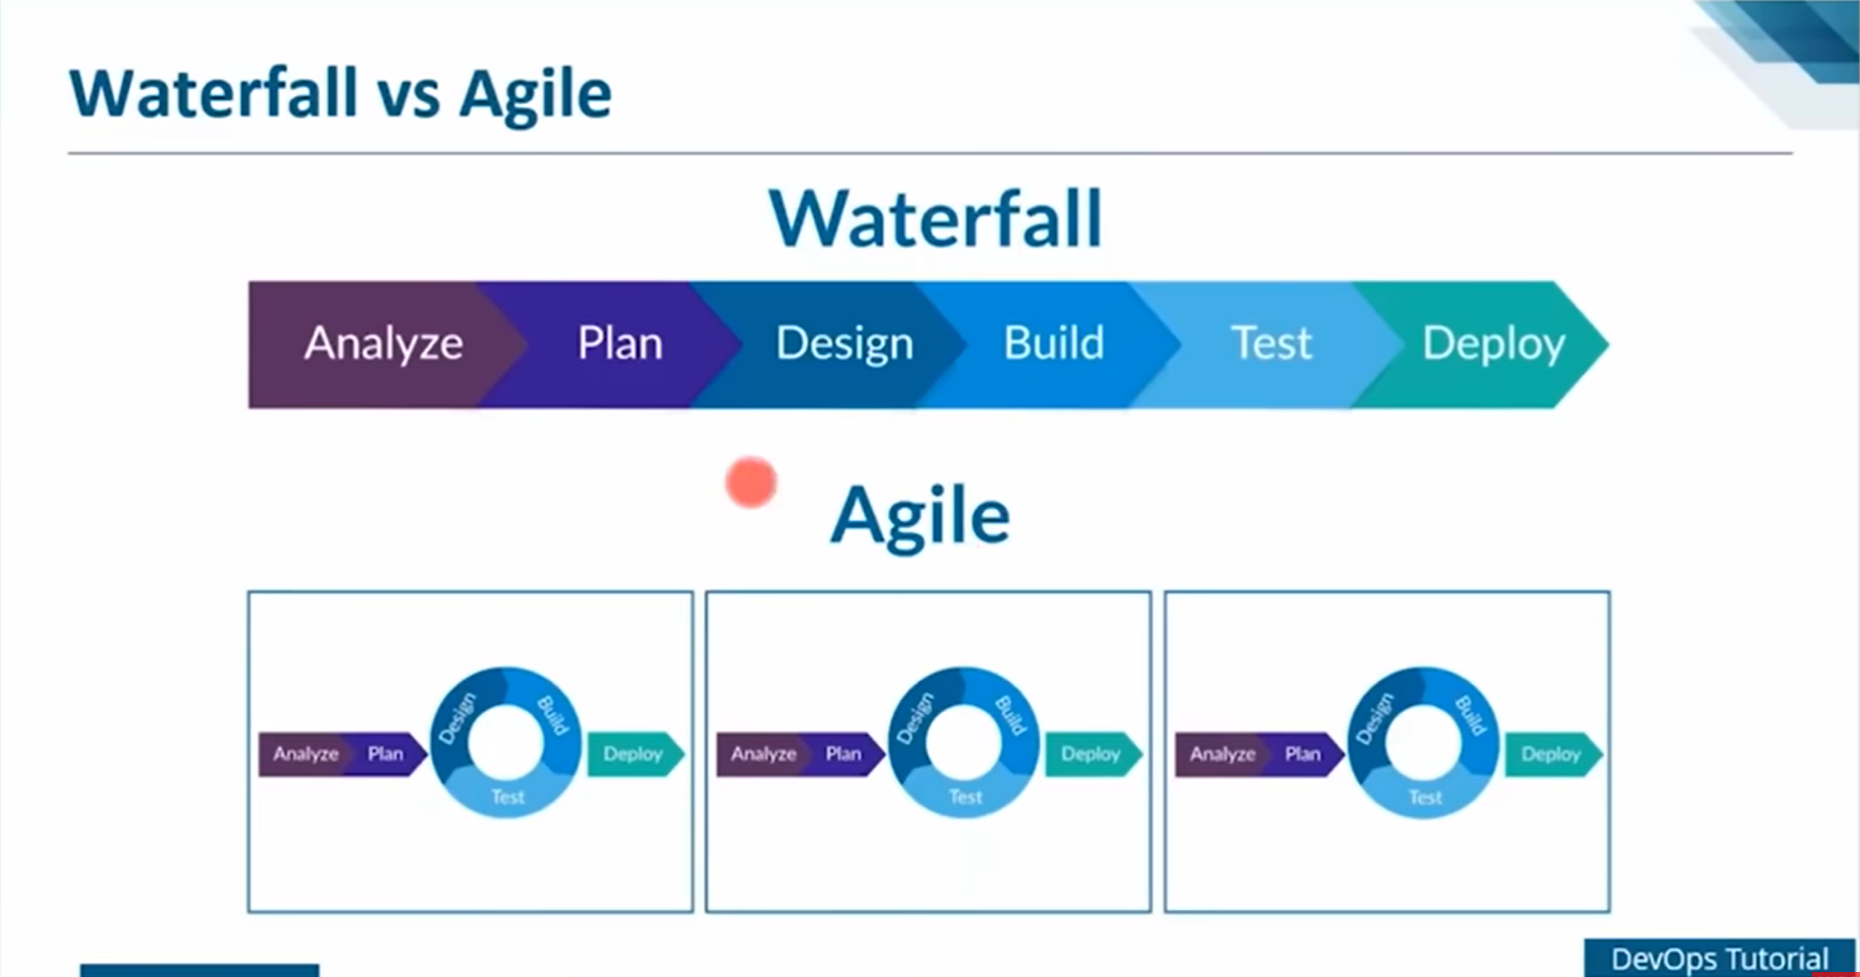 Waterfall vs Agile
Waterfall
Analyze Plan Design Build Test Deploy
Agile
Analyze Plan Design Build Test Deploy
Analyze Plan Design Build Test Deploy
Analyze Plan Design Build Test Deploy
DevOps Tutorial